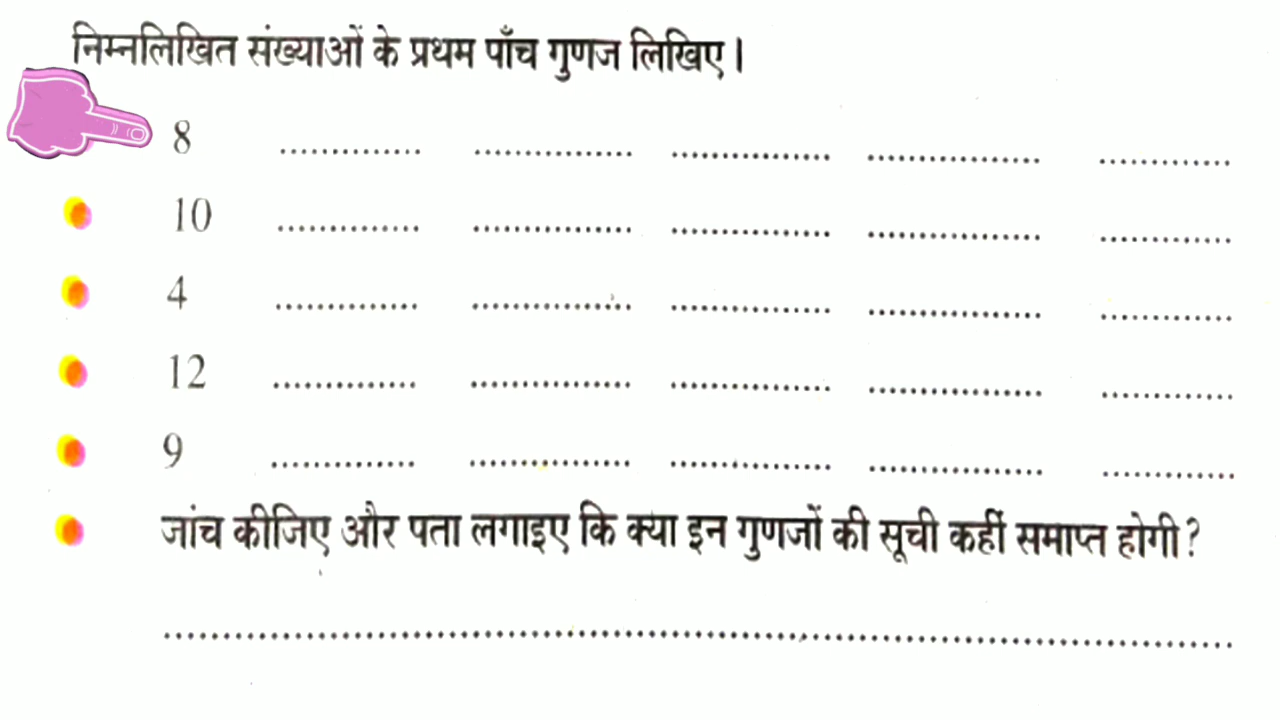 निम्नलिखित संख्याओं के प्रथम पाँच गुणज लिखिए।
8 ............. ............... ............... ................ ............
10 ............. ............... ............... ................ ............
4 ............. ............... ............... ................ ............
12 ............. ............... ............... ................ ............
9 ............. ............... ............... ................ ............
जांच कीजिए और पता लगाइए कि क्या इन गुणजों की सूची कहीं समाप्त होगी?